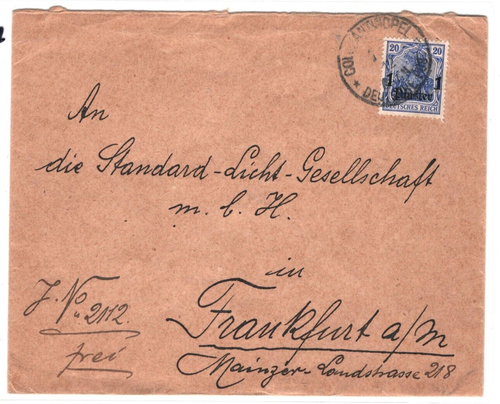 20 20
1 1
Piaster
DEUTSCHES REICH
An
die Standard-Licht-Gesellschaft
m. b. H.
in
Frankfurt a/m
Mainzer-Landstrasse 218
J. No 2112
frei